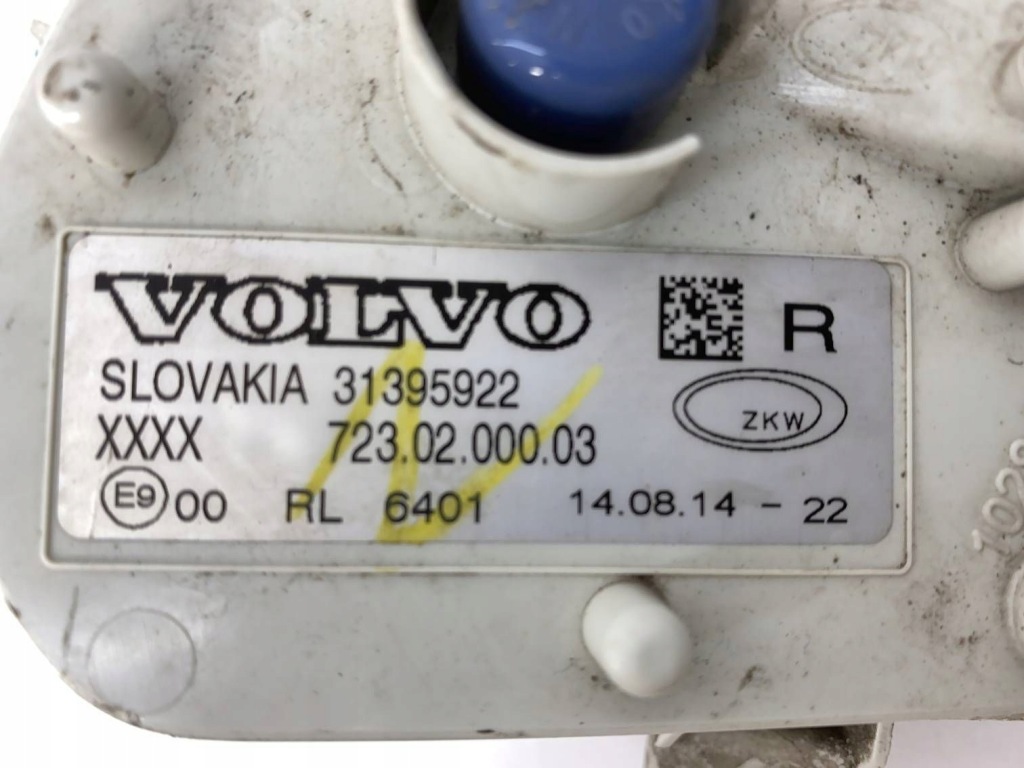 VOLVO R
SLOVAKIA 31395922
ZKW
XXXX 723.02.000.03
E9 00 RL 6401 14.08.14 - 22